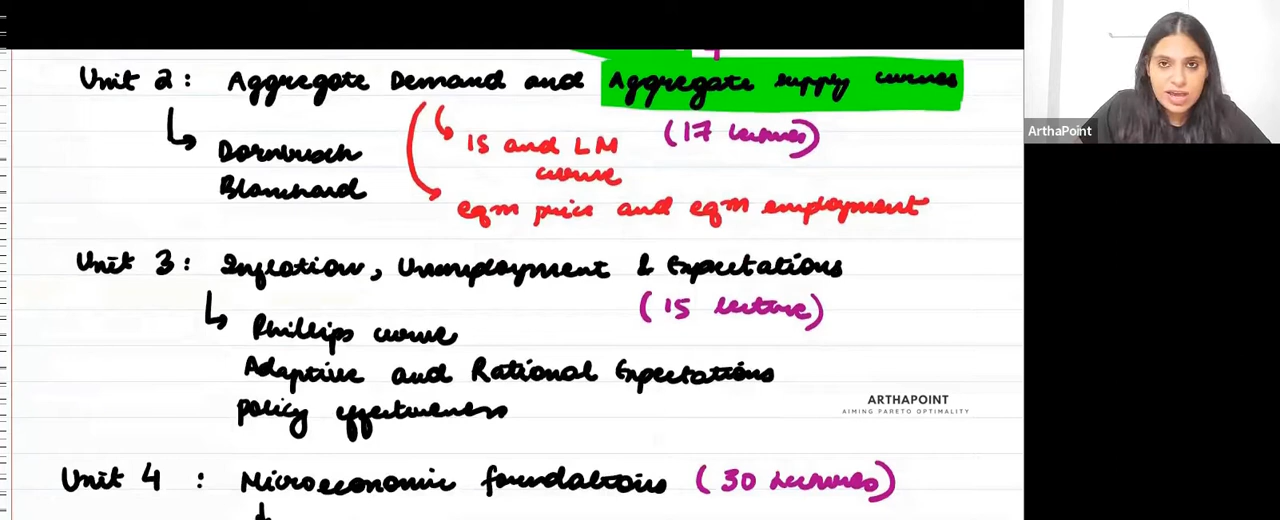 Unit 2: Aggregate Demand and Aggregate supply curves
(17 lectures)
Dornbusch
Blanchard
IS and LM
curve
eqm price and eqm employment
Unit 3: Inflation, Unemployment & Expectations
(15 lecture)
Phillips curve
Adaptive and Rational Expectations
policy effectiveness
ARTHAPOINT
AIMING PARETO OPTIMALITY
Unit 4 : Microeconomic foundations (30 Lectures)
ArthaPoint